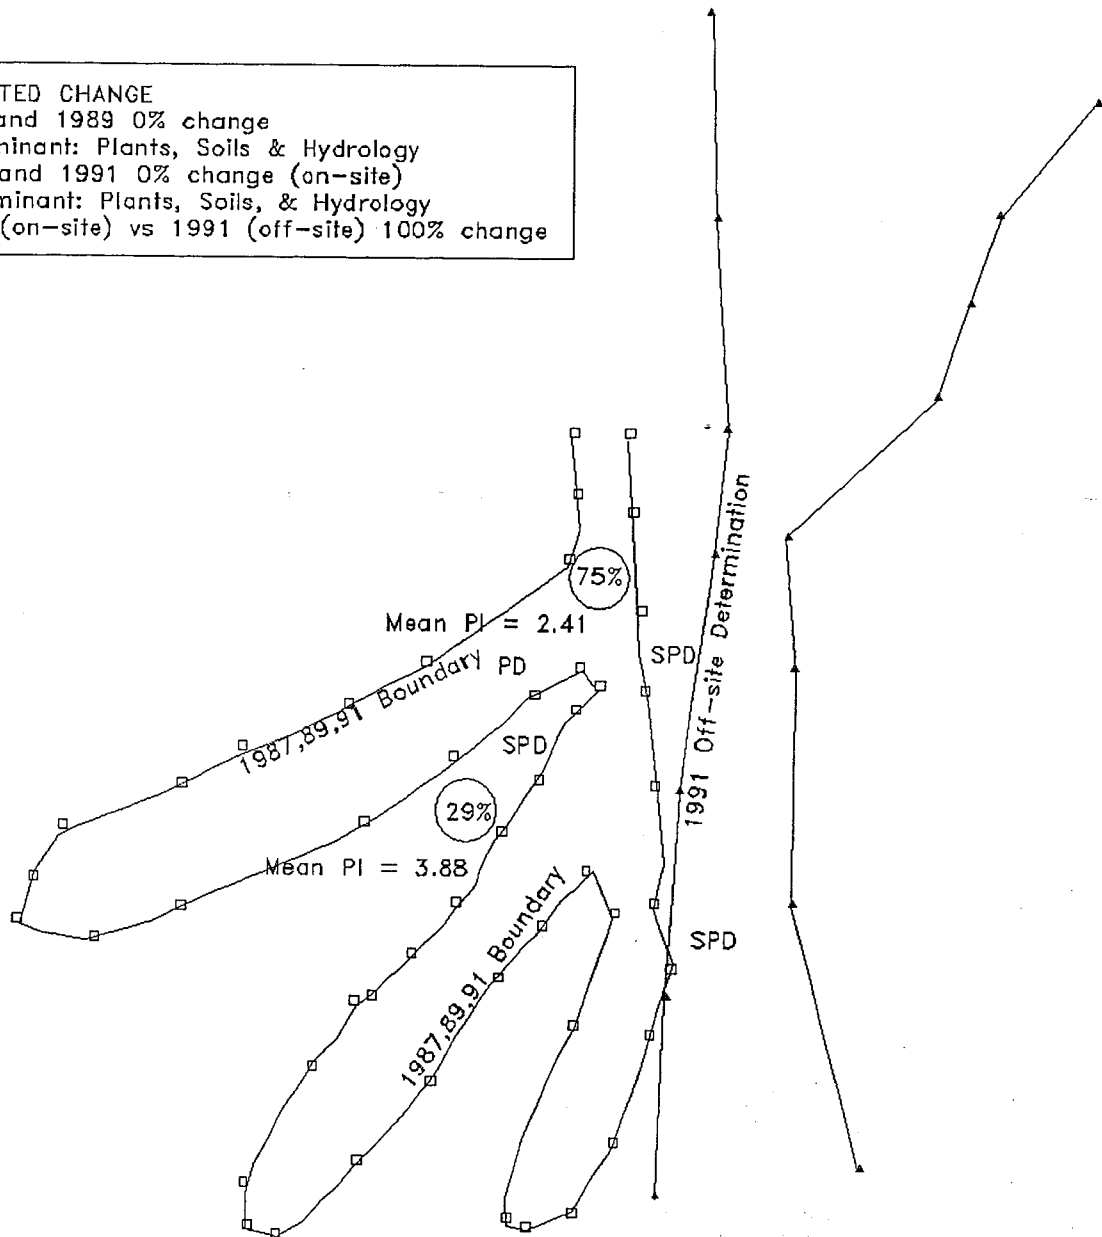 TED CHANGE
and 1989 0% change
minant: Plants, Soils & Hydrology
and 1991 0% change (on-site)
minant: Plants, Soils, & Hydrology
(on-site) vs 1991 (off-site) 100% change
75%
Mean PI = 2.41
1987,89,91 Boundary
PD
SPD
1991 Off-site Determination
SPD
29%
Mean PI = 3.88
1987,89,91 Boundary
SPD